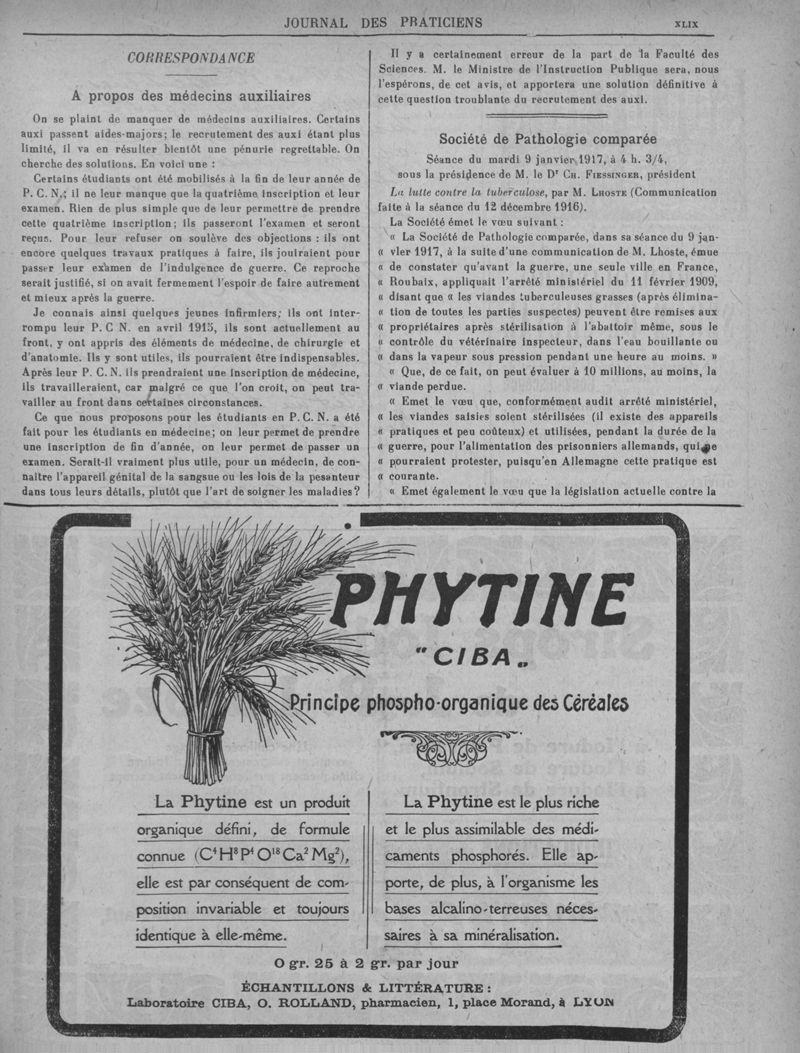 JOURNAL DES PRATICIENS
XLIX
CORRESPONDANCE
A propos des médecins auxiliaires
On se plaint de manquer de médecins auxiliaires. Certains
auxi passent aides-majors; le recrutement des auxi étant plus
limité, il va en résulter bientôt une pénurie regrettable. On
cherche des solutions. En voici une :
Certains étudiants ont été mobilisés à la fin de leur année de
P. C. N.; il ne leur manque que la quatrième inscription et leur
examen. Rien de plus simple que de leur permettre de prendre
cette quatrième inscription; ils passeront l'examen et seront
reçus. Pour leur refuser on soulève des objections : ils ont
encore quelques travaux pratiques à faire, ils jouiraient pour
passer leur examen de l'indulgence de guerre. Ce reproche
serait justifié, si on avait fermement l'espoir de faire autrement
et mieux après la guerre.
Je connais ainsi quelques jeunes infirmiers; ils ont inter-
rompu leur P. C N. en avril 1915, ils sont actuellement au
front, y ont appris des éléments de médecine, de chirurgie et
d'anatomie. Ils y sont utiles, ils pourraient être indispensables.
Après leur P. C. N. ils prendraient une inscription de médecine,
ils travailleraient, car malgré ce que l'on croit, on peut tra-
vailler au front dans certaines circonstances.
Ce que nous proposons pour les étudiants en P. C. N. a été
fait pour les étudiants en médecine; on leur permet de prendre
une inscription de fin d'année, on leur permet de passer un
examen. Serait-il vraiment plus utile, pour un médecin, de con-
naître l'appareil génital de la sangsue ou les lois de la pesanteur
dans tous leurs détails, plutôt que l'art de soigner les maladies?
Il y a certainement erreur de la part de la Faculté des
Sciences. M. le Ministre de l'Instruction Publique sera, nous
l'espérons, de cet avis, et apportera une solution définitive à
cette question troublante du recrutement des auxi.
Société de Pathologie comparée
Séance du mardi 9 janvier 1917, à 4 h. 3/4,
sous la présidence de M. le Dr CH. FIESSINGER, président
La lutte contre la tuberculose, par M. LHOSTE (Communication
faite à la séance du 12 décembre 1916).
La Société émet le vœu suivant :
« La Société de Pathologie comparée, dans sa séance du 9 jan-
« vier 1917, à la suite d'une communication de M. Lhoste, émue
« de constater qu'avant la guerre, une seule ville en France,
« Roubaix, appliquait l'arrêté ministériel du 11 février 1909,
« disant que « les viandes tuberculeuses grasses (après élimina-
« tion de toutes les parties suspectes) peuvent être remises aux
« propriétaires après stérilisation à l'abattoir même, sous le
« contrôle du vétérinaire inspecteur, dans l'eau bouillante ou
« dans la vapeur sous pression pendant une heure au moins. »
« Que, de ce fait, on peut évaluer à 10 millions, au moins, la
« viande perdue.
« Emet le vœu que, conformément audit arrêté ministériel,
« les viandes saisies soient stérilisées (il existe des appareils
« pratiques et peu coûteux) et utilisées, pendant la durée de la
« guerre, pour l'alimentation des prisonniers allemands, qui ne
« pourraient protester, puisqu'en Allemagne cette pratique est
« courante.
« Emet également le vœu que la législation actuelle contre la
PHYTINE
"CIBA„
Principe phospho-organique des Céréales
La Phytine est un produit
organique défini, de formule
connue (C⁴H⁸P⁴O¹⁸Ca²Mg²),
elle est par conséquent de com-
position invariable et toujours
identique à elle-même.
La Phytine est le plus riche
et le plus assimilable des médi-
caments phosphorés. Elle ap-
porte, de plus, à l'organisme les
bases alcalino-terreuses néces-
saires à sa minéralisation.
O gr. 25 à 2 gr. par jour
ÉCHANTILLONS & LITTÉRATURE :
Laboratoire CIBA, O. ROLLAND, pharmacien, 1, place Morand, à LYON